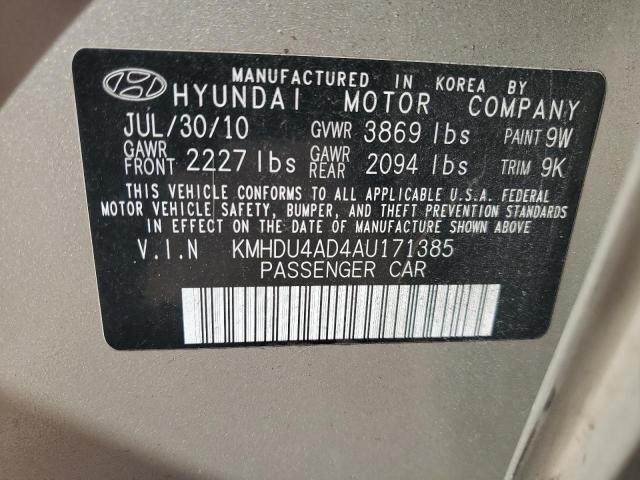 MANUFACTURED IN KOREA BY
HYUNDAI MOTOR COMPANY
JUL/30/10 GVWR 3869 lbs PAINT 9W
GAWR FRONT 2227 lbs GAWR REAR 2094 lbs TRIM 9K
THIS VEHICLE CONFORMS TO ALL APPLICABLE U.S.A. FEDERAL
MOTOR VEHICLE SAFETY, BUMPER, AND THEFT PREVENTION STANDARDS
IN EFFECT ON THE DATE OF MANUFACTURE SHOWN ABOVE
V.I.N KMHDU4AD4AU171385
PASSENGER CAR